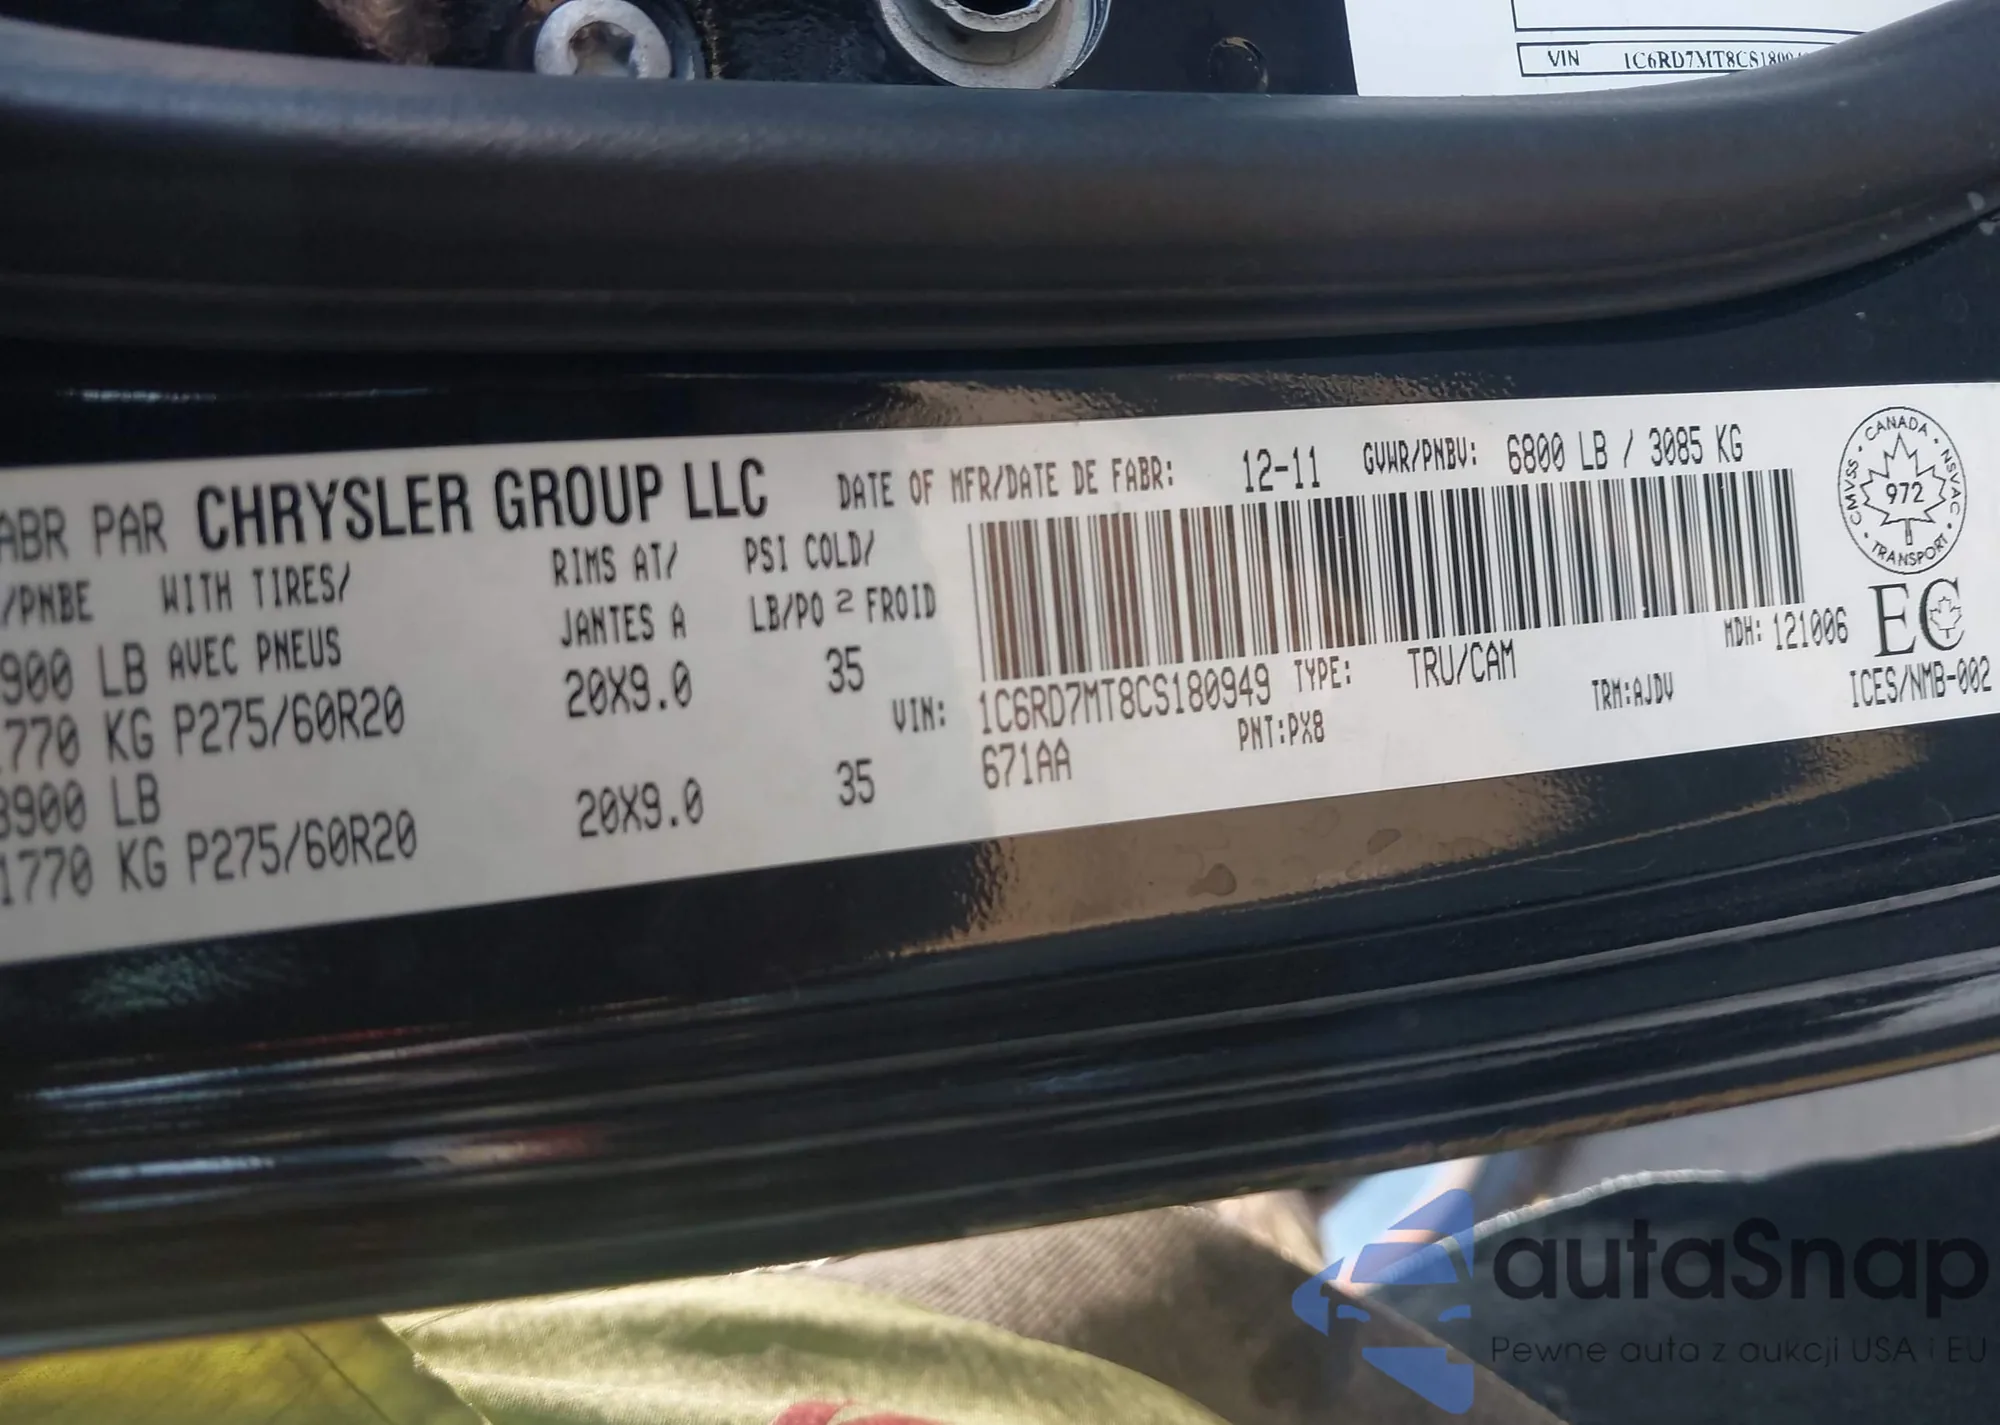 VIN 1C6RD7MT8CS18094
ABR PAR CHRYSLER GROUP LLC
DATE OF MFR/DATE DE FABR: 12-11 GVWR/PNBV: 6800 LB / 3085 KG
/PNBE WITH TIRES/ RIMS AT/ PSI COLD/
AVEC PNEUS JANTES A LB/PO 2 FROID
900 LB
1770 KG P275/60R20 20X9.0 35
3900 LB
1770 KG P275/60R20 20X9.0 35
VIN: 1C6RD7MT8CS180949 TYPE: TRU/CAM MDH: 121006
671AA PNT:PX8 TRM:AJDV
CANADA
CMVSS · NSVAC
972
TRANSPORT
EC
ICES/NMB-002
autaSnap
Pewne auta z aukcji USA i EU